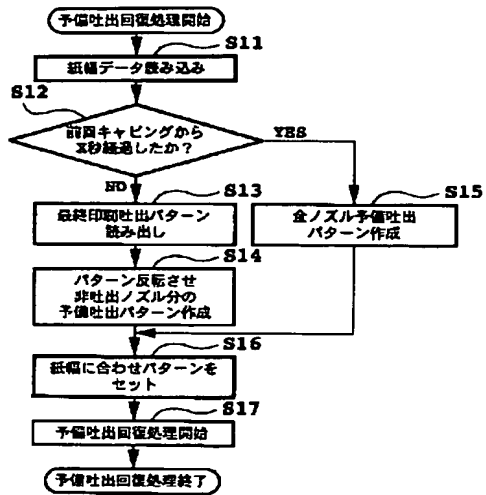 予備吐出回復処理開始
S11
紙幅データ読み込み
S12
前回キャピングから
X秒経過したか？
YES
NO
S13
最終印刷吐出パターン
読み出し
S15
全ノズル予備吐出
パターン作成
S14
パターン反転させ
非吐出ノズル分の
予備吐出パターン作成
S16
紙幅に合わせパターンを
セット
S17
予備吐出回復処理開始
予備吐出回復処理終了